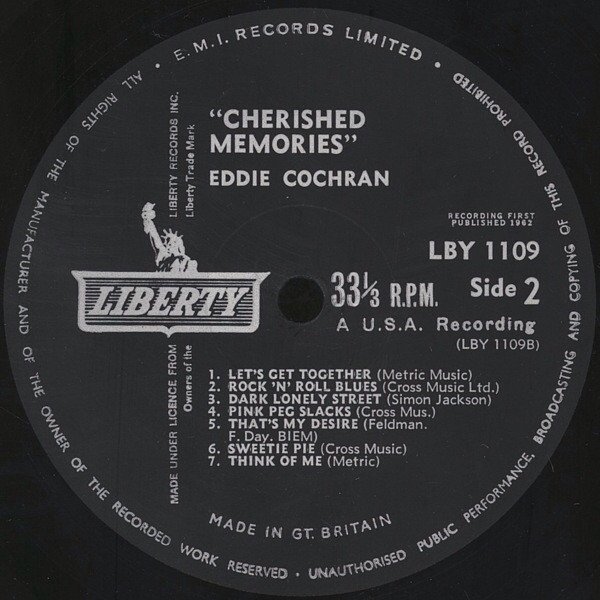 E.M.I. RECORDS LIMITED •
ALL RIGHTS OF THE MANUFACTURER AND OF THE OWNER OF THE RECORDED WORK RESERVED • UNAUTHORISED PUBLIC PERFORMANCE, BROADCASTING AND COPYING OF THIS RECORD PROHIBITED •
LIBERTY RECORDS INC.
Liberty Trade Mark
"CHERISHED
MEMORIES"
EDDIE COCHRAN
RECORDING FIRST
PUBLISHED 1962
LBY 1109
LIBERTY
33⅓ R.P.M.
Side 2
A U.S.A. Recording
(LBY 1109B)
MADE UNDER LICENCE FROM
Owners of the
1. LET'S GET TOGETHER (Metric Music)
2. ROCK 'N' ROLL BLUES (Cross Music Ltd.)
3. DARK LONELY STREET (Simon Jackson)
4. PINK PEG SLACKS (Cross Mus.)
5. THAT'S MY DESIRE (Feldman.
F. Day. BIEM)
6. SWEETIE PIE (Cross Music)
7. THINK OF ME (Metric)
MADE IN GT. BRITAIN